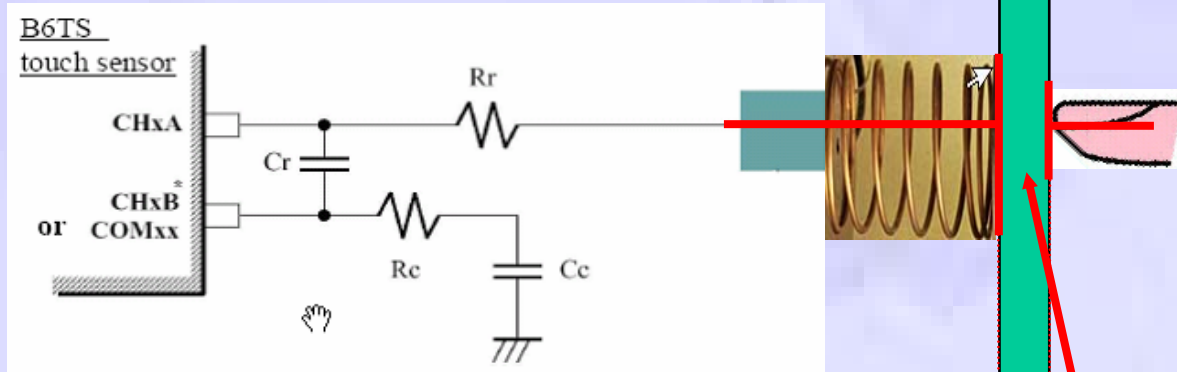 B6TS
touch sensor
CHxA
Rr
Cr
CHxB*
or COMxx
Rc
Cc